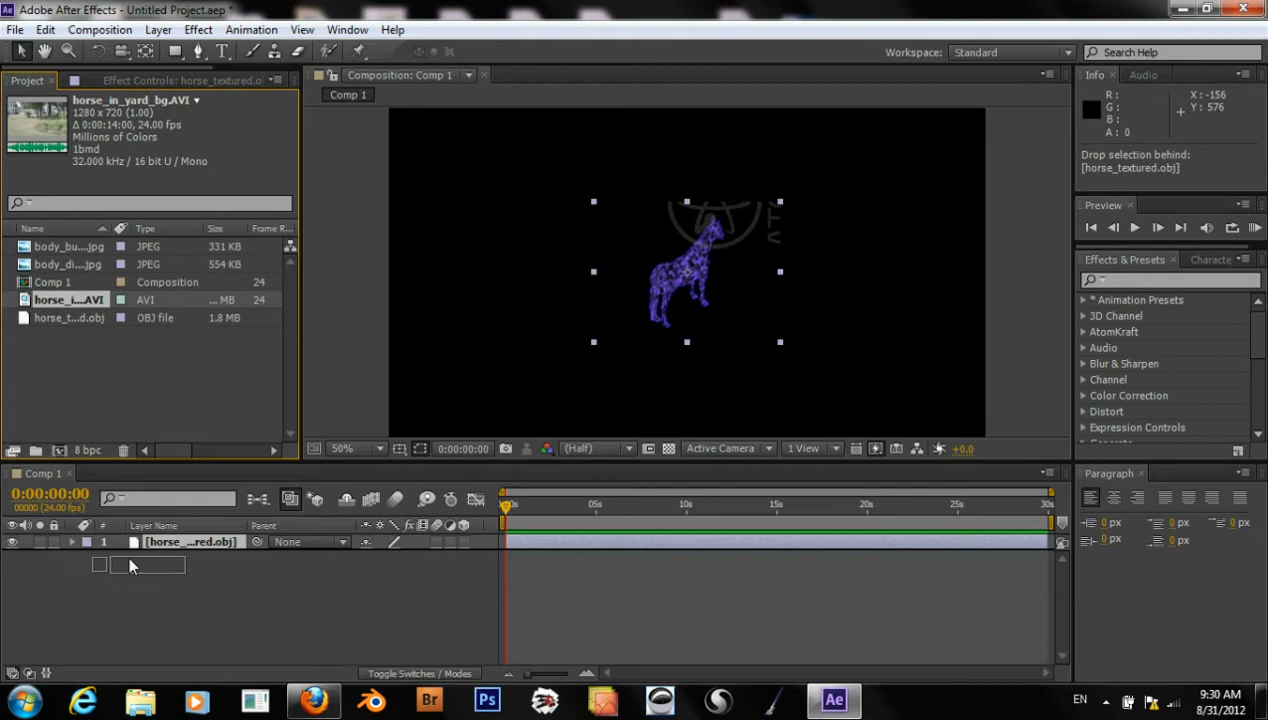 Adobe After Effects - Untitled Project.aep *
File Edit Composition Layer Effect Animation View Window Help
Workspace: Standard
Search Help
Project
Effect Controls: horse_textured.o
horse_in_yard_bg.AVI
1280 x 720 (1.00)
Δ 0:00:14:00, 24.00 fps
Millions of Colors
1bmd
32.000 kHz / 16 bit U / Mono
Name Type Size Frame R...
body_bu....jpg JPEG 331 KB
body_di....jpg JPEG 554 KB
Comp 1 Composition 24
horse_i....AVI AVI ... MB 24
horse_t...d.obj OBJ file 1.8 MB
8 bpc
Composition: Comp 1
Comp 1
50% 0:00:00:00 (Half) Active Camera 1 View +0.0
Info Audio
R : X: -156
G : Y: 576
B :
A : 0
Drop selection behind:
[horse_textured.obj]
Preview
Effects & Presets Characte
* Animation Presets
3D Channel
AtomKraft
Audio
Blur & Sharpen
Channel
Color Correction
Distort
Expression Controls
Comp 1
0:00:00:00
00000 (24.00 fps)
05s 10s 15s 20s 25s 30s
# Layer Name Parent
1 [horse_...red.obj] None
Toggle Switches / Modes
Paragraph
0 px 0 px 0 px
0 px 0 px
EN 9:30 AM
8/31/2012